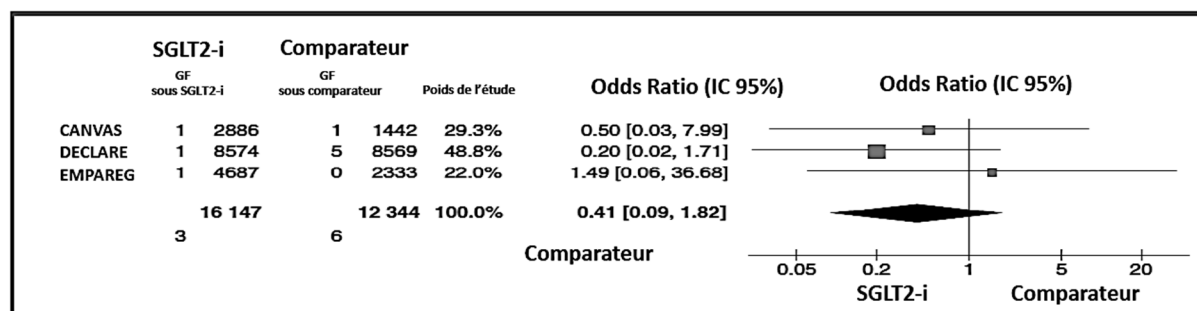 SGLT2-i Comparateur
GF GF
sous SGLT2-i sous comparateur Poids de l'étude Odds Ratio (IC 95%) Odds Ratio (IC 95%)
CANVAS 1 2886 1 1442 29.3% 0.50 [0.03, 7.99]
DECLARE 1 8574 5 8569 48.8% 0.20 [0.02, 1.71]
EMPAREG 1 4687 0 2333 22.0% 1.49 [0.06, 36.68]
16 147 12 344 100.0% 0.41 [0.09, 1.82]
3 6
Comparateur
0.05 0.2 1 5 20
SGLT2-i Comparateur